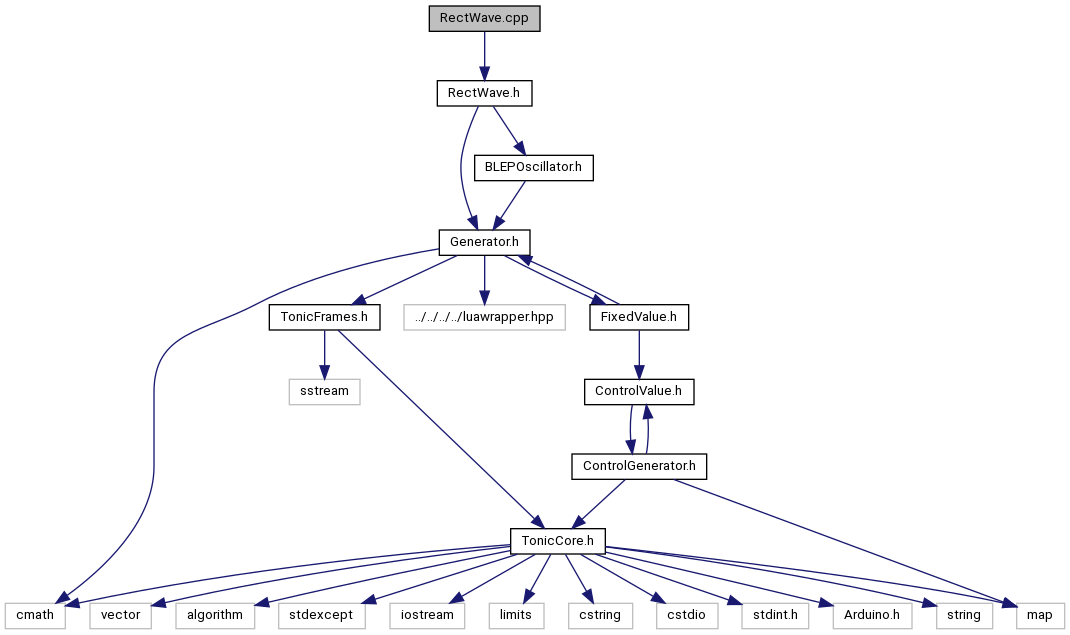 RectWave.cpp
RectWave.h
BLEPOscillator.h
Generator.h
TonicFrames.h
../../../../luawrapper.hpp
FixedValue.h
sstream
ControlValue.h
ControlGenerator.h
TonicCore.h
cmath
vector
algorithm
stdexcept
iostream
limits
cstring
cstdio
stdint.h
Arduino.h
string
map